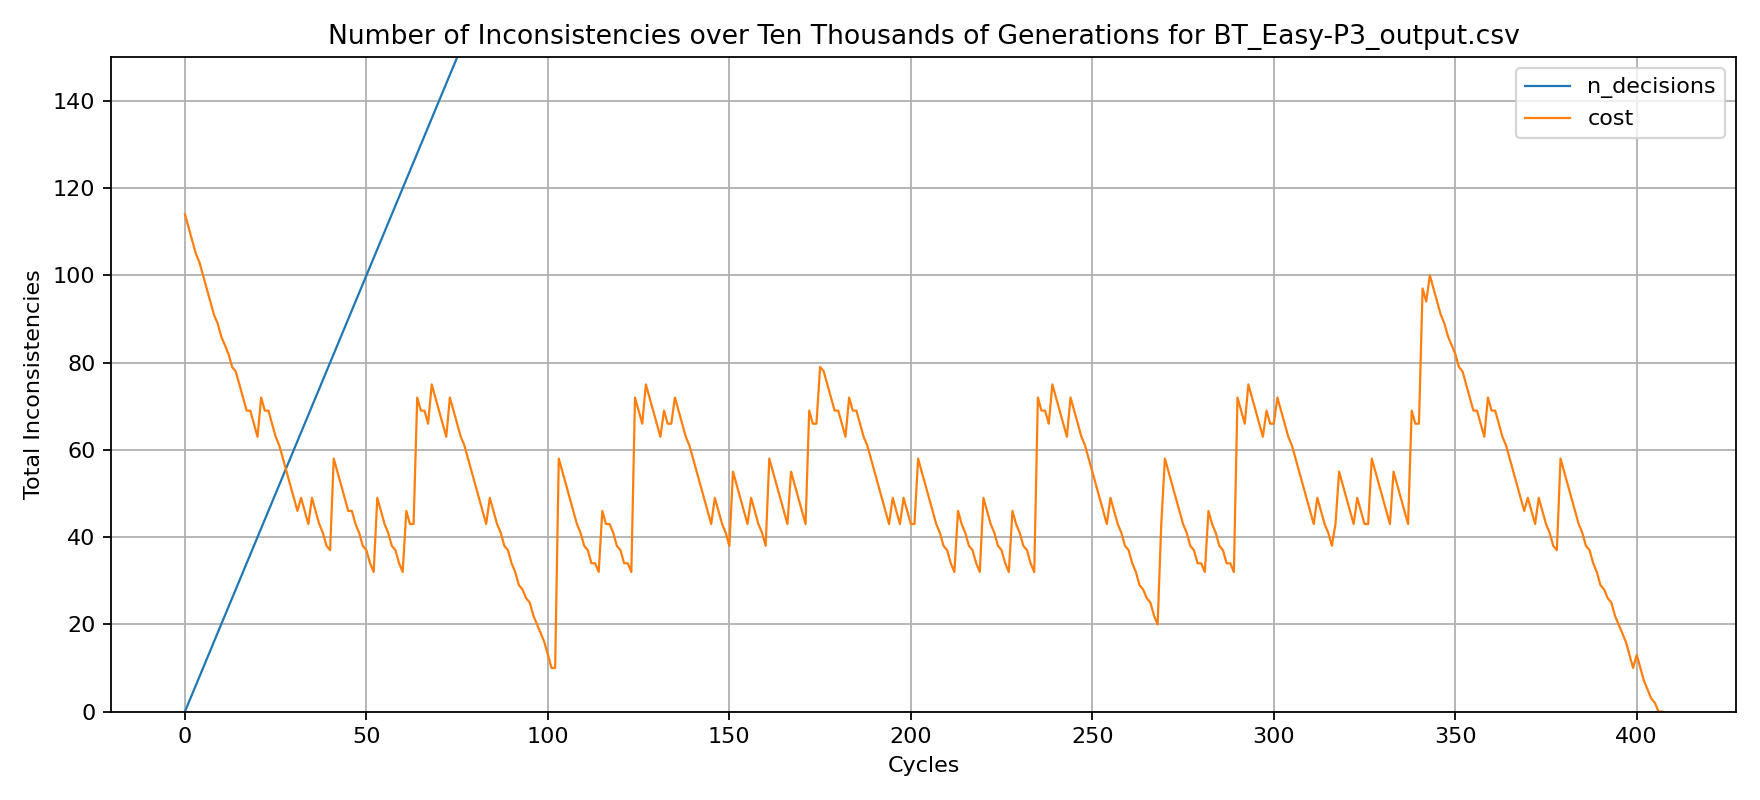 Number of Inconsistencies over Ten Thousands of Generations for BT_Easy-P3_output.csv
n_decisions
cost
Total Inconsistencies
140
120
100
80
60
40
20
0
0 50 100 150 200 250 300 350 400
Cycles